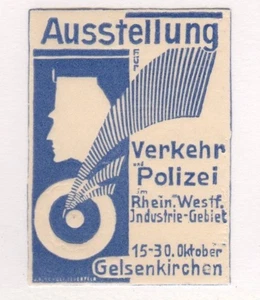 Ausstellung
für
Verkehr
und
Polizei
im
Rhein. Westf.
Industrie-Gebiet
15-30. Oktober
Gelsenkirchen